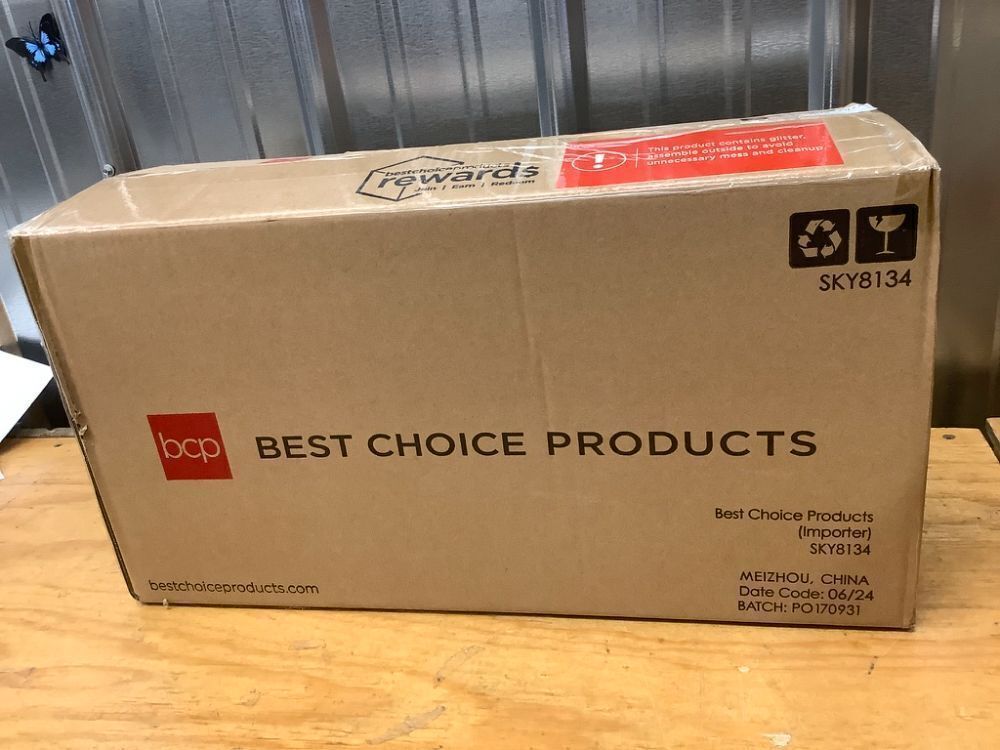 bestchoiceproducts
rewards
Join / Earn / Redeem
This product contains glitter,
assemble outside to avoid
unnecessary mess and cleanup.
SKY8134
bcp
BEST CHOICE PRODUCTS
Best Choice Products
(Importer)
SKY8134
MEIZHOU, CHINA
Date Code: 06/24
BATCH: PO170931
bestchoiceproducts.com